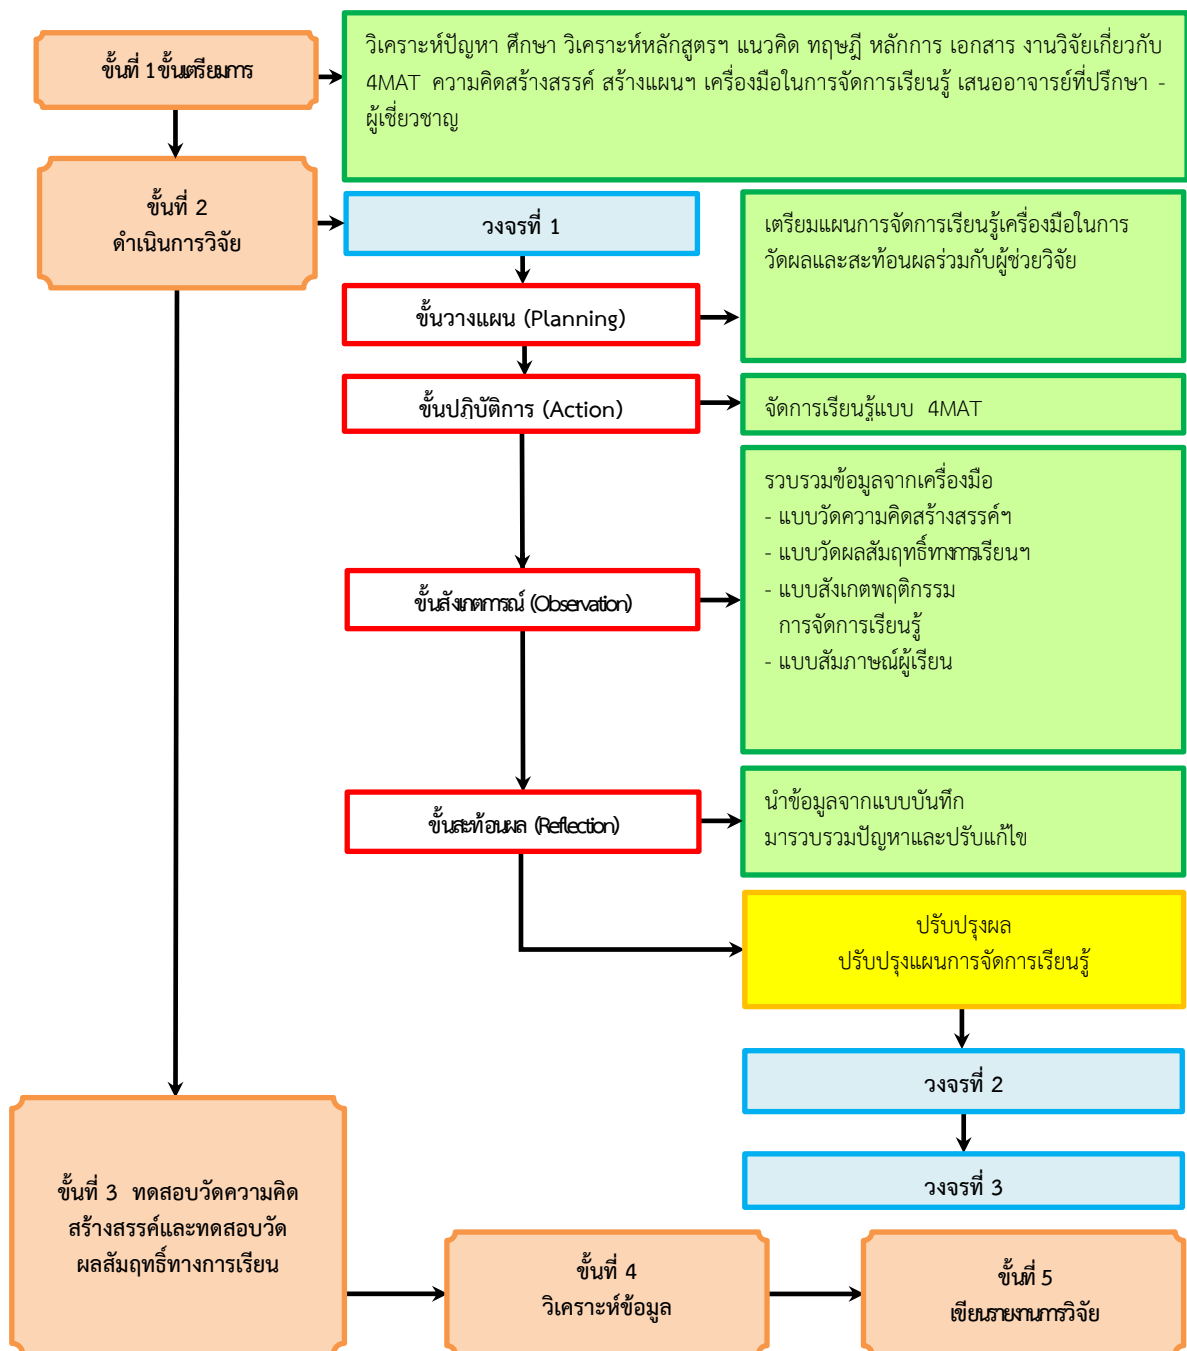 ขั้นที่ 1 ขั้นเตรียมการ
วิเคราะห์ปัญหา ศึกษา วิเคราะห์หลักสูตรฯ แนวคิด ทฤษฎี หลักการ เอกสาร งานวิจัยเกี่ยวกับ
4MAT ความคิดสร้างสรรค์ สร้างแผนฯ เครื่องมือในการจัดการเรียนรู้ เสนออาจารย์ที่ปรึกษา -
ผู้เชี่ยวชาญ
ขั้นที่ 2
ดำเนินการวิจัย
วงจรที่ 1
เตรียมแผนการจัดการเรียนรู้เครื่องมือในการ
วัดผลและสะท้อนผลร่วมกับผู้ช่วยวิจัย
ขั้นวางแผน (Planning)
ขั้นปฏิบัติการ (Action)
จัดการเรียนรู้แบบ 4MAT
รวบรวมข้อมูลจากเครื่องมือ
- แบบวัดความคิดสร้างสรรค์ฯ
- แบบวัดผลสัมฤทธิ์ทางการเรียนฯ
- แบบสังเกตพฤติกรรม
การจัดการเรียนรู้
- แบบสัมภาษณ์ผู้เรียน
ขั้นสังเกตการณ์ (Observation)
ขั้นสะท้อนผล (Reflection)
นำข้อมูลจากแบบบันทึก
มารวบรวมปัญหาและปรับแก้ไข
ปรับปรุงผล
ปรับปรุงแผนการจัดการเรียนรู้
วงจรที่ 2
วงจรที่ 3
ขั้นที่ 3 ทดสอบวัดความคิด
สร้างสรรค์และทดสอบวัด
ผลสัมฤทธิ์ทางการเรียน
ขั้นที่ 4
วิเคราะห์ข้อมูล
ขั้นที่ 5
เขียนรายงานการวิจัย